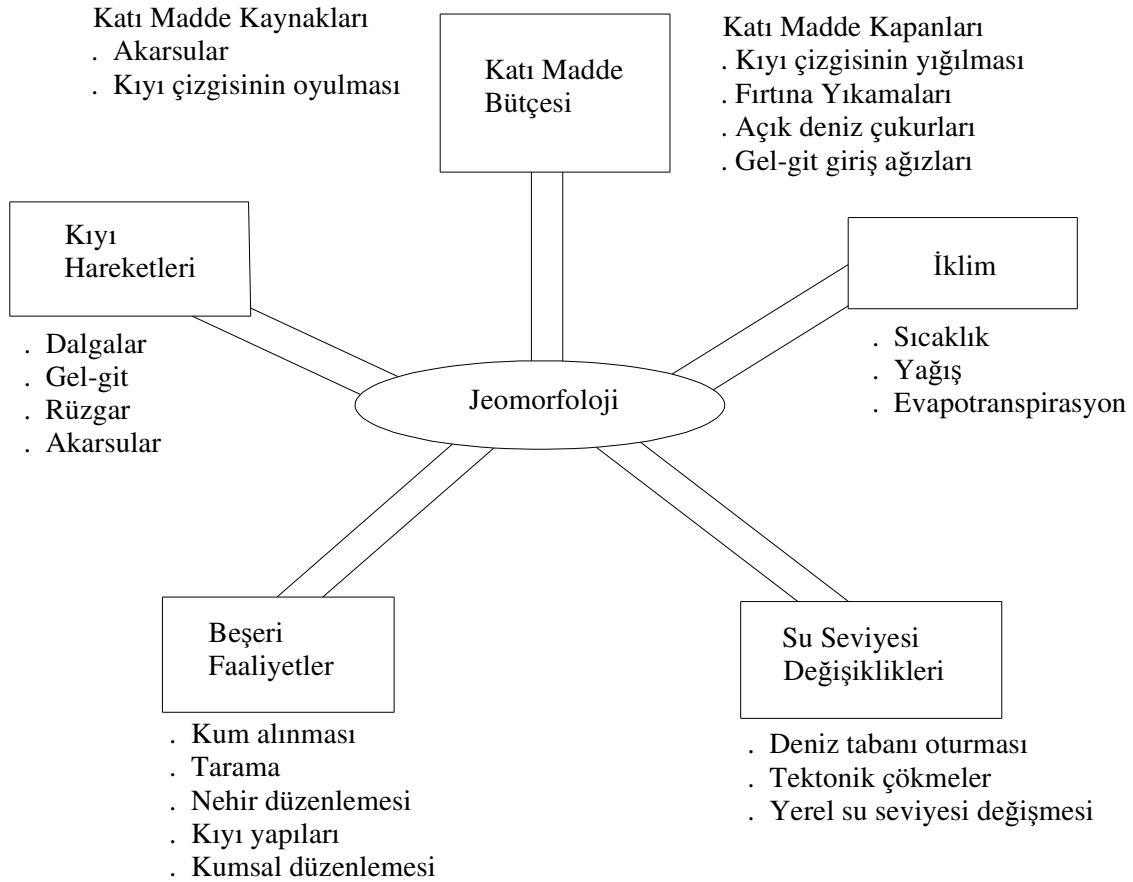 Katı Madde Kaynakları
. Akarsular
. Kıyı çizgisinin oyulması
Katı Madde
Bütçesi
Katı Madde Kapanları
. Kıyı çizgisinin yığılması
. Fırtına Yıkamaları
. Açık deniz çukurları
. Gel-git giriş ağızları
Kıyı
Hareketleri
. Dalgalar
. Gel-git
. Rüzgar
. Akarsular
İklim
. Sıcaklık
. Yağış
. Evapotranspirasyon
Jeomorfoloji
Beşeri
Faaliyetler
. Kum alınması
. Tarama
. Nehir düzenlemesi
. Kıyı yapıları
. Kumsal düzenlemesi
Su Seviyesi
Değişiklikleri
. Deniz tabanı oturması
. Tektonik çökmeler
. Yerel su seviyesi değişmesi